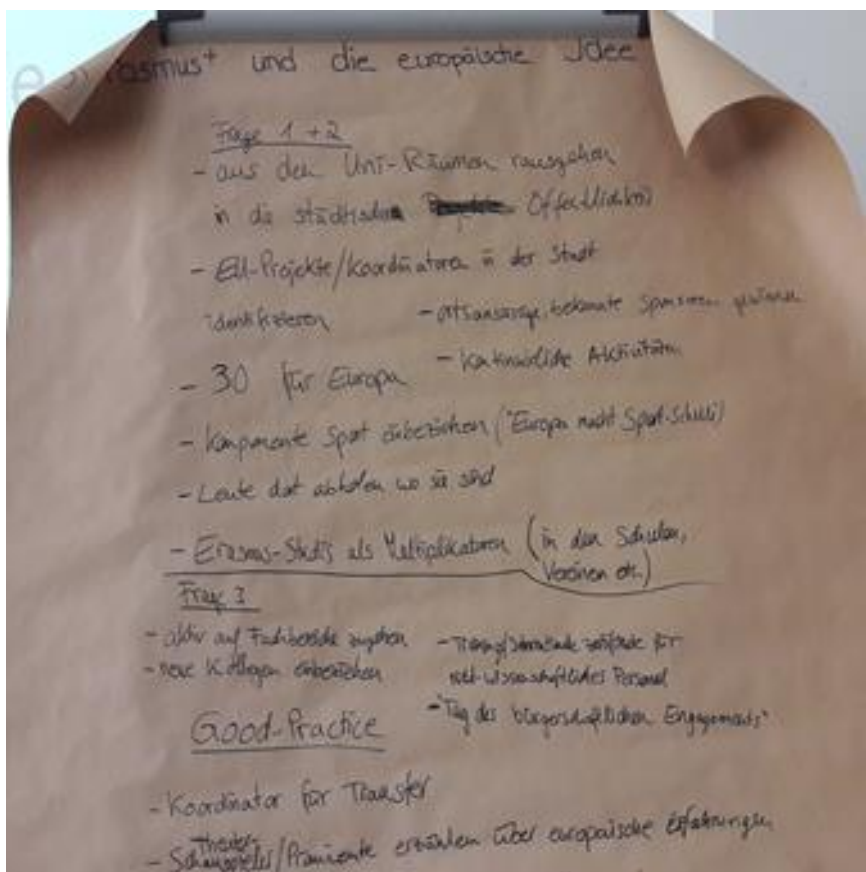 Erasmus+ und die europäische Idee
Frage 1+2
- aus den Uni-Räumen rausgehen
in die städtische Öffentlichkeit
- EU-Projekte/Koordinatoren in der Stadt
identifizieren
- ortsansässige, bekannte Sponsoren gewinnen
- 30 für Europa
- Kontinuierliche Aktivitäten
- Komponente Sport einbeziehen ("Europa macht Sport-Schule")
- Leute dort abholen wo sie sind
- Erasmus-Studis als Multiplikatoren (in den Schulen,
Vereinen etc.)
Frage 3
- aktiv auf Fachbereiche zugehen
- neue Kollegen einbeziehen
- für
nicht-wissenschaftliches Personal
- "Tag des bürgerschaftlichen Engagements"
Good-Practice
- Koordinator für Transfer
Theater-
- Schauspieler/Prominente erzählen über europäische Erfahrungen